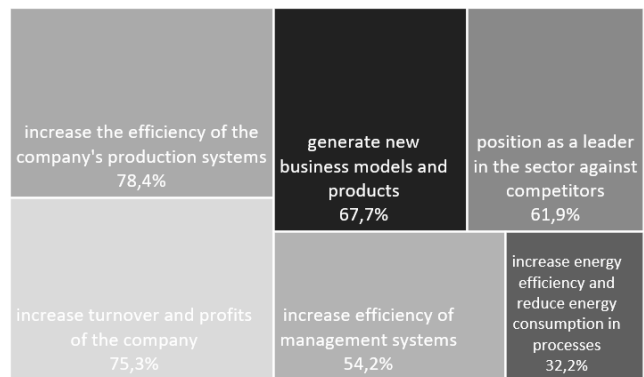 increase the efficiency of the
company's production systems
78,4%
generate new
business models and
products
67,7%
position as a leader
in the sector against
competitors
61,9%
increase turnover and profits
of the company
75,3%
increase efficiency of
management systems
54,2%
increase energy
efficiency and
reduce energy
consumption in
processes
32,2%